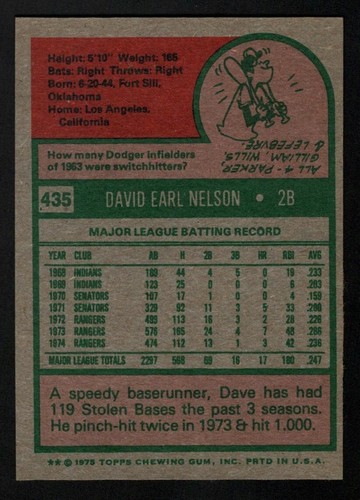 Height: 5'10" Weight: 165
Bats: Right Throws: Right
Born: 6-20-44, Fort Sill,
Oklahoma
Home: Los Angeles,
California
How many Dodger infielders
of 1963 were switchhitters?
ALL 4 - PARKER,
GILLIAM, WILLS,
& LEFEBVRE
435 DAVID EARL NELSON • 2B
MAJOR LEAGUE BATTING RECORD
YEAR CLUB AB H 2B 3B HR RBI AVG
1968 INDIANS 189 44 4 5 0 19 .233
1969 INDIANS 123 25 0 0 0 6 .203
1970 SENATORS 107 17 1 0 0 4 .159
1971 SENATORS 329 92 11 3 5 33 .280
1972 RANGERS 499 113 16 3 2 28 .226
1973 RANGERS 576 165 24 4 7 48 .286
1974 RANGERS 474 112 13 1 3 42 .236
MAJOR LEAGUE TOTALS 2297 568 69 16 17 180 .247
A speedy baserunner, Dave has had
119 Stolen Bases the past 3 seasons.
He pinch-hit twice in 1973 & hit 1.000.
** © 1975 TOPPS CHEWING GUM, INC. PRTD IN U.S.A.